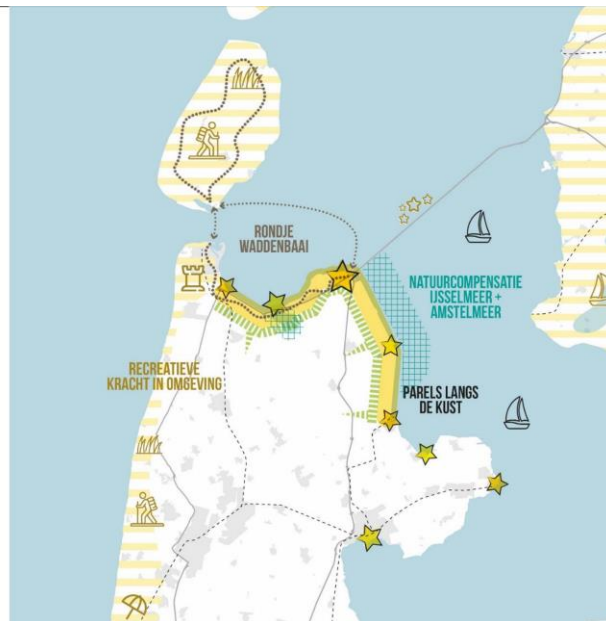 RONDJE
WADDENBAAI
NATUURCOMPENSATIE
IJSSELMEER +
AMSTELMEER
RECREATIEVE
KRACHT IN OMGEVING
PARELS LANGS
DE KUST